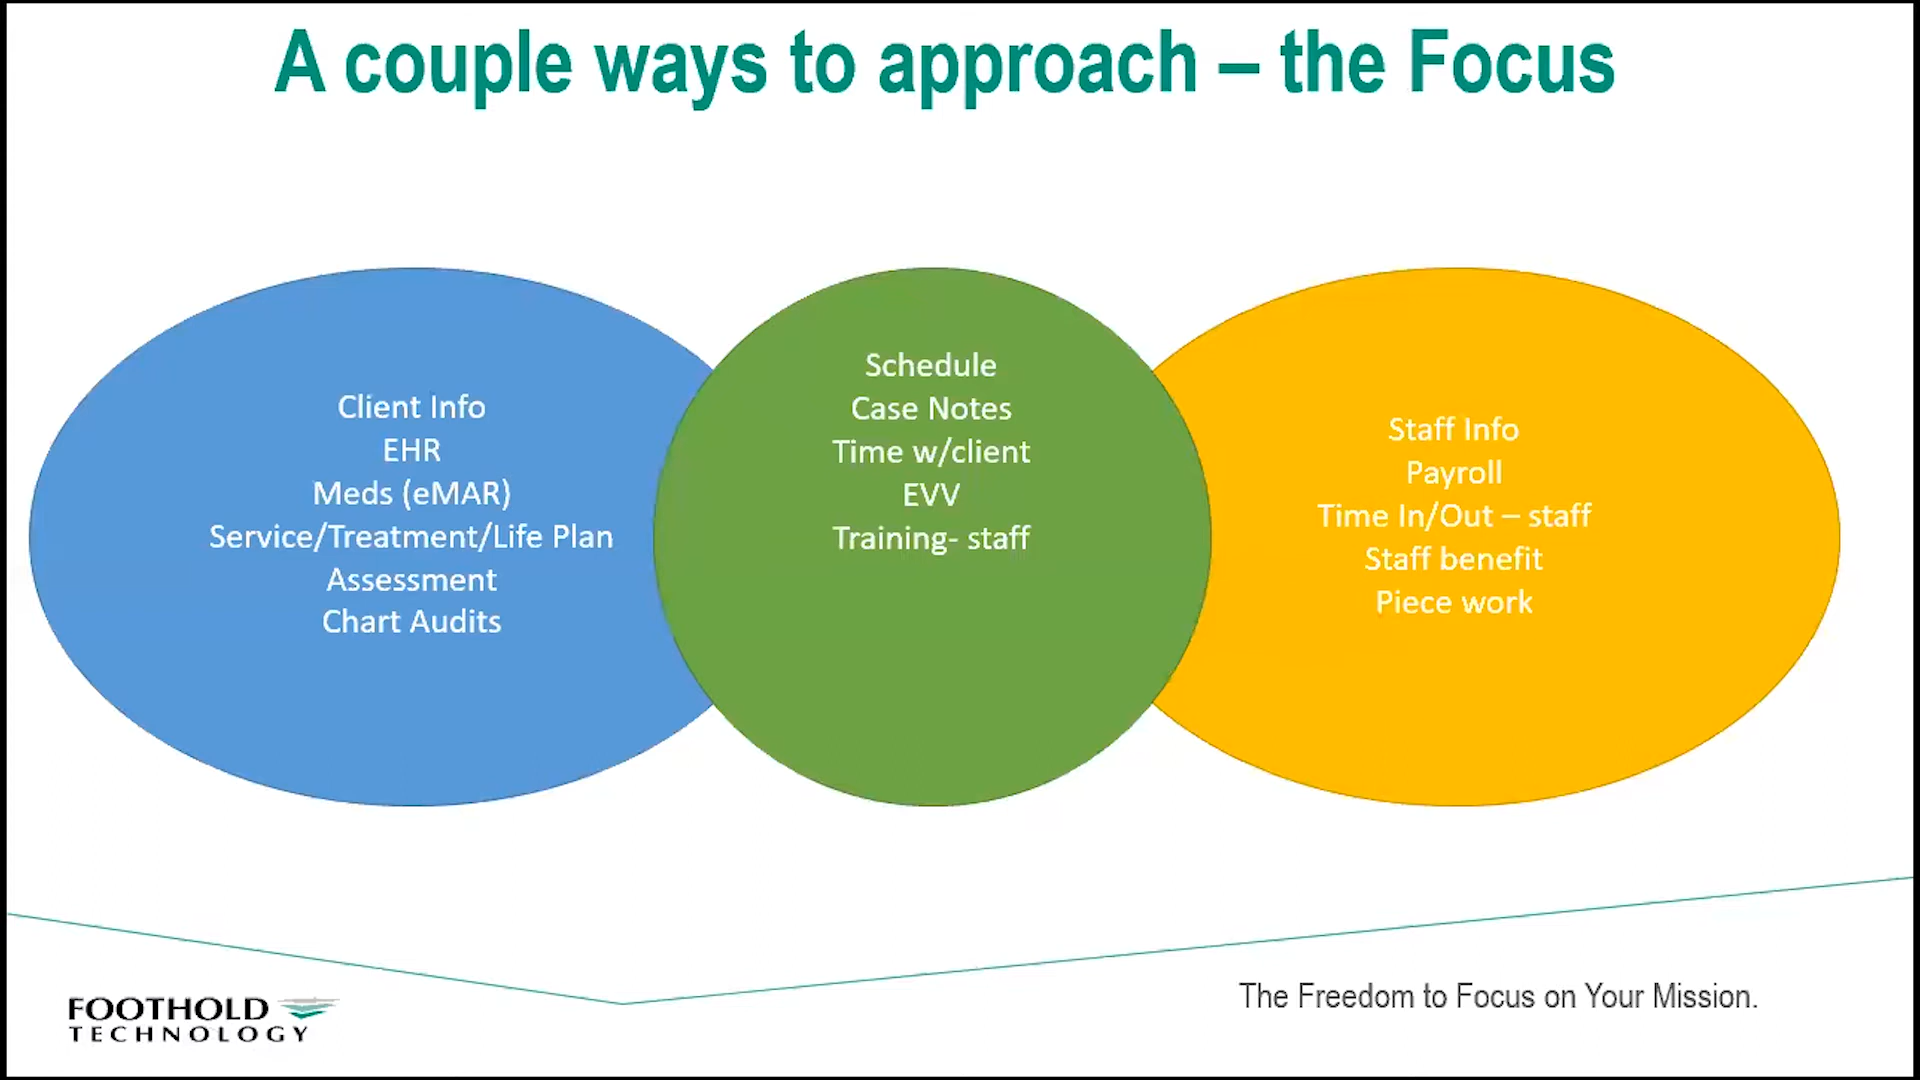 A couple ways to approach – the Focus
Client Info
EHR
Meds (eMAR)
Service/Treatment/Life Plan
Assessment
Chart Audits
Schedule
Case Notes
Time w/client
EVV
Training- staff
Staff Info
Payroll
Time In/Out – staff
Staff benefit
Piece work
FOOTHOLD
TECHNOLOGY
The Freedom to Focus on Your Mission.